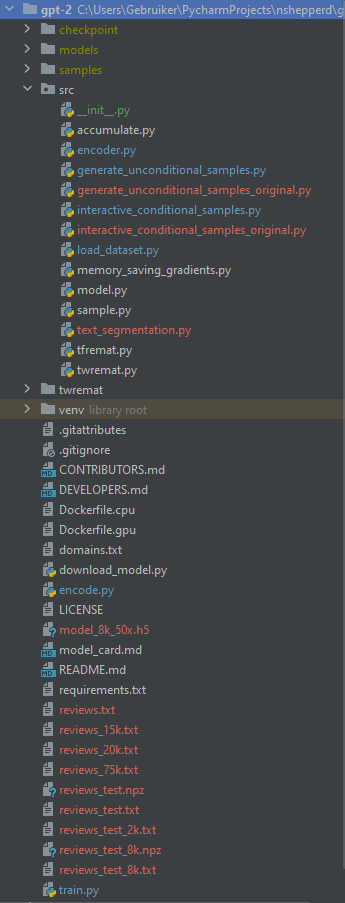 gpt-2 C:\Users\Gebruiker\PycharmProjects\nshepperd\g
checkpoint
models
samples
src
__init__.py
accumulate.py
encoder.py
generate_unconditional_samples.py
generate_unconditional_samples_original.py
interactive_conditional_samples.py
interactive_conditional_samples_original.py
load_dataset.py
memory_saving_gradients.py
model.py
sample.py
text_segmentation.py
tfremat.py
twremat.py
twremat
venv library root
.gitattributes
.gitignore
CONTRIBUTORS.md
DEVELOPERS.md
Dockerfile.cpu
Dockerfile.gpu
domains.txt
download_model.py
encode.py
LICENSE
model_8k_50x.h5
model_card.md
README.md
requirements.txt
reviews.txt
reviews_15k.txt
reviews_20k.txt
reviews_75k.txt
reviews_test.npz
reviews_test.txt
reviews_test_2k.txt
reviews_test_8k.npz
reviews_test_8k.txt
train.py